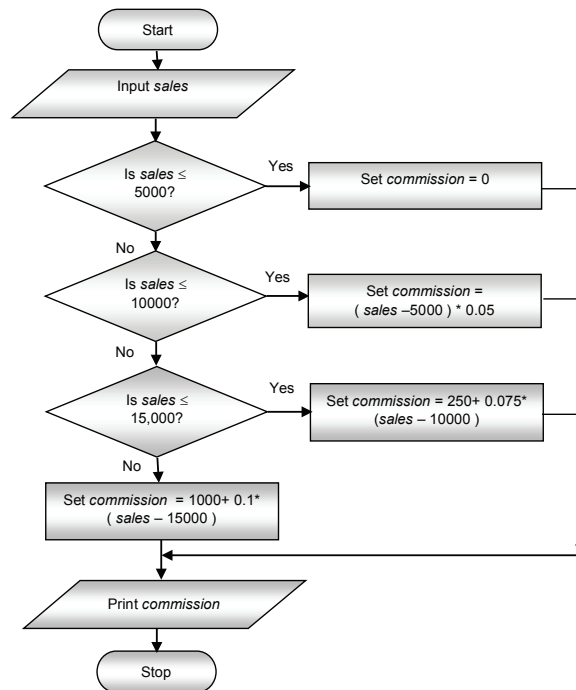 Start
Input sales
Is sales ≤
5000?
Yes
Set commission = 0
No
Is sales ≤
10000?
Yes
Set commission =
( sales –5000 ) * 0.05
No
Is sales ≤
15,000?
Yes
Set commission = 250+ 0.075*
(sales – 10000 )
No
Set commission = 1000+ 0.1*
( sales – 15000 )
Print commission
Stop